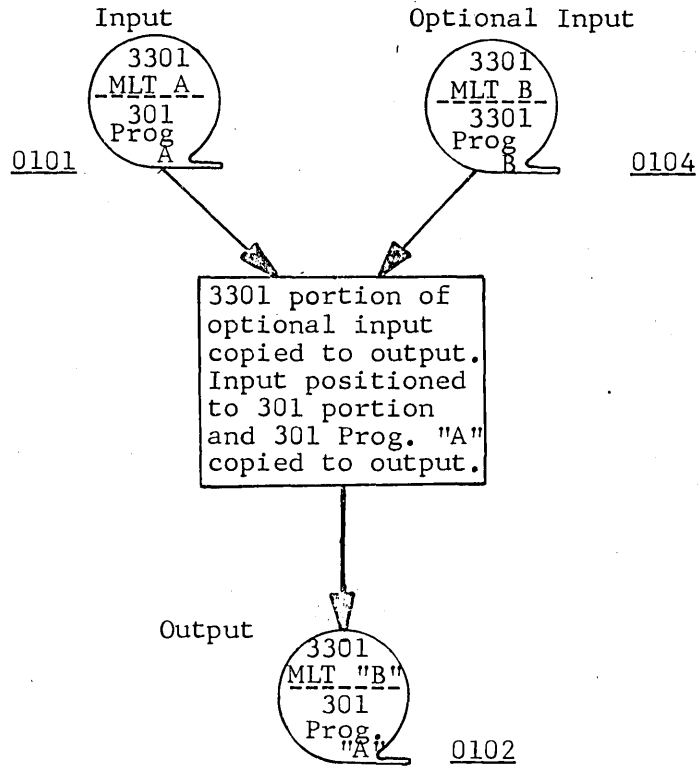 Input
3301
MLT A
301
Prog
A
0101
Optional Input
3301
MLT B
3301
Prog
B
0104
3301 portion of
optional input
copied to output.
Input positioned
to 301 portion
and 301 Prog. "A"
copied to output.
Output
3301
MLT "B"
301
Prog.
"A"
0102